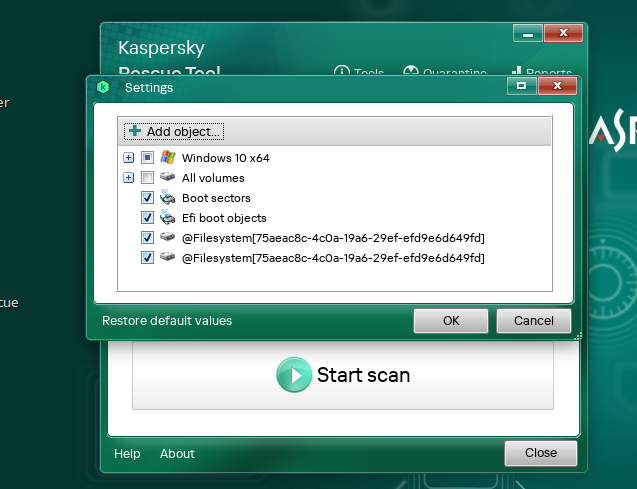 Kaspersky
Rescue Tool
Tools
Quarantine
Reports
Settings
er
Add object...
Windows 10 x64
All volumes
Boot sectors
Efi boot objects
@Filesystem[75aeac8c-4c0a-19a6-29ef-efd9e6d649fd]
@Filesystem[75aeac8c-4c0a-19a6-29ef-efd9e6d649fd]
cue
Restore default values
OK
Cancel
Start scan
Help
About
Close